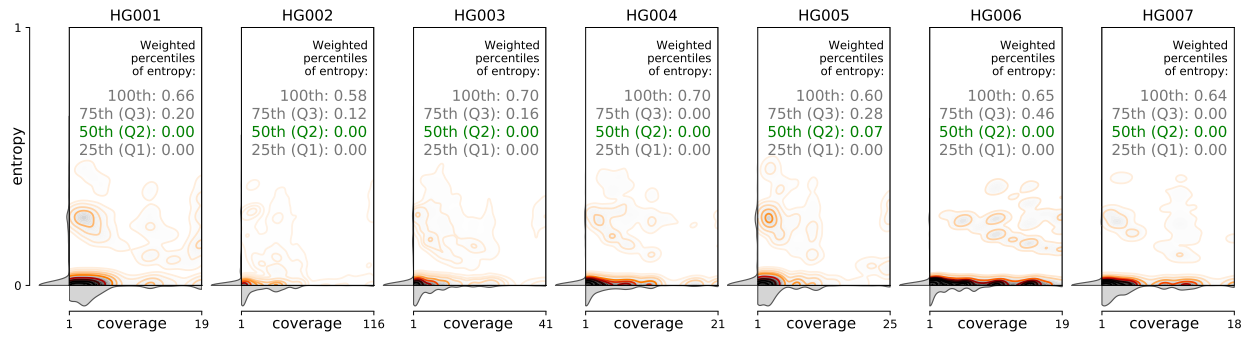 HG001 HG002 HG003 HG004 HG005 HG006 HG007
1
entropy
0
Weighted
percentiles
of entropy:
100th: 0.66
75th (Q3): 0.20
50th (Q2): 0.00
25th (Q1): 0.00
1 coverage 19
Weighted
percentiles
of entropy:
100th: 0.58
75th (Q3): 0.12
50th (Q2): 0.00
25th (Q1): 0.00
1 coverage 116
Weighted
percentiles
of entropy:
100th: 0.70
75th (Q3): 0.16
50th (Q2): 0.00
25th (Q1): 0.00
1 coverage 41
Weighted
percentiles
of entropy:
100th: 0.70
75th (Q3): 0.00
50th (Q2): 0.00
25th (Q1): 0.00
1 coverage 21
Weighted
percentiles
of entropy:
100th: 0.60
75th (Q3): 0.28
50th (Q2): 0.07
25th (Q1): 0.00
1 coverage 25
Weighted
percentiles
of entropy:
100th: 0.65
75th (Q3): 0.46
50th (Q2): 0.00
25th (Q1): 0.00
1 coverage 19
Weighted
percentiles
of entropy:
100th: 0.64
75th (Q3): 0.00
50th (Q2): 0.00
25th (Q1): 0.00
1 coverage 18